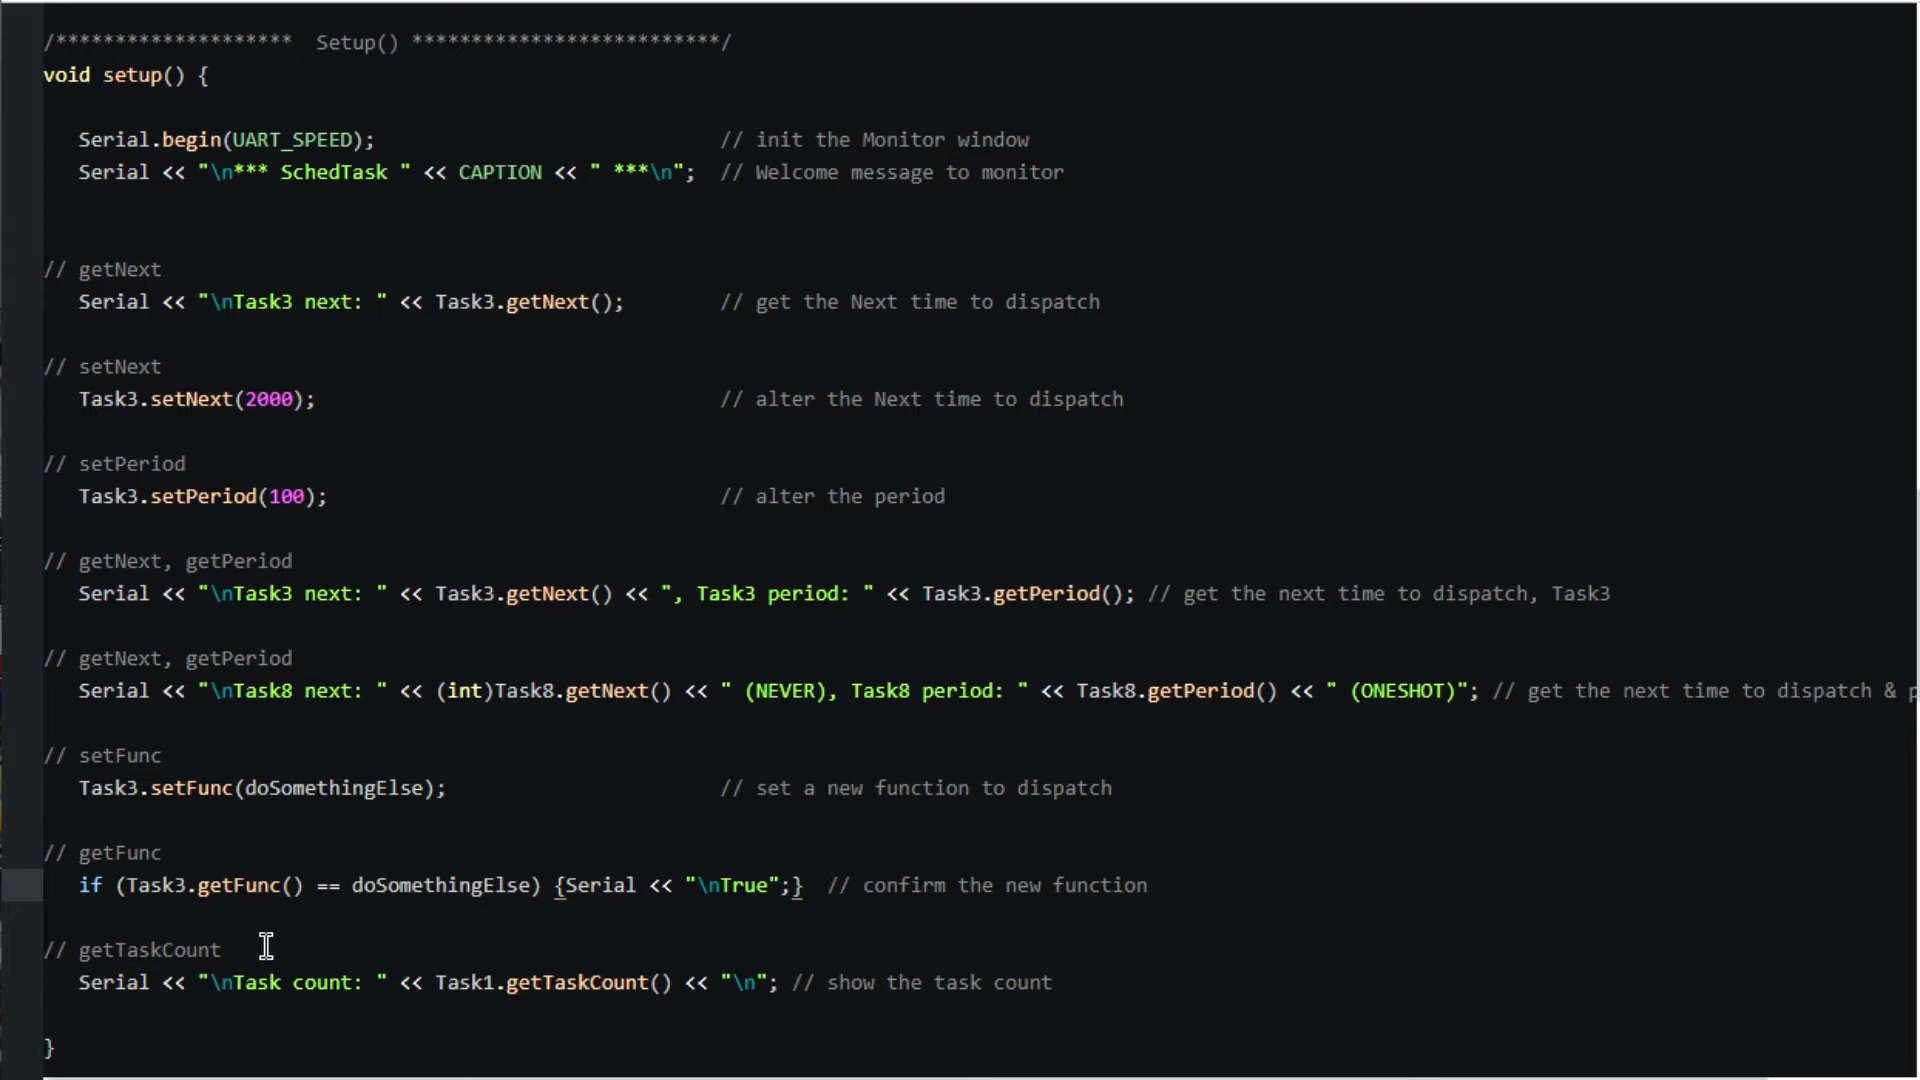 /********************  Setup() **************************/
void setup() {
Serial.begin(UART_SPEED); // init the Monitor window
Serial << "\n*** SchedTask " << CAPTION << " ***\n"; // Welcome message to monitor
// getNext
Serial << "\nTask3 next: " << Task3.getNext(); // get the Next time to dispatch
// setNext
Task3.setNext(2000); // alter the Next time to dispatch
// setPeriod
Task3.setPeriod(100); // alter the period
// getNext, getPeriod
Serial << "\nTask3 next: " << Task3.getNext() << ", Task3 period: " << Task3.getPeriod(); // get the next time to dispatch, Task3
// getNext, getPeriod
Serial << "\nTask8 next: " << (int)Task8.getNext() << " (NEVER), Task8 period: " << Task8.getPeriod() << " (ONESHOT)"; // get the next time to dispatch &
// setFunc
Task3.setFunc(doSomethingElse); // set a new function to dispatch
// getFunc
if (Task3.getFunc() == doSomethingElse) {Serial << "\nTrue";} // confirm the new function
// getTaskCount
Serial << "\nTask count: " << Task1.getTaskCount() << "\n"; // show the task count
}